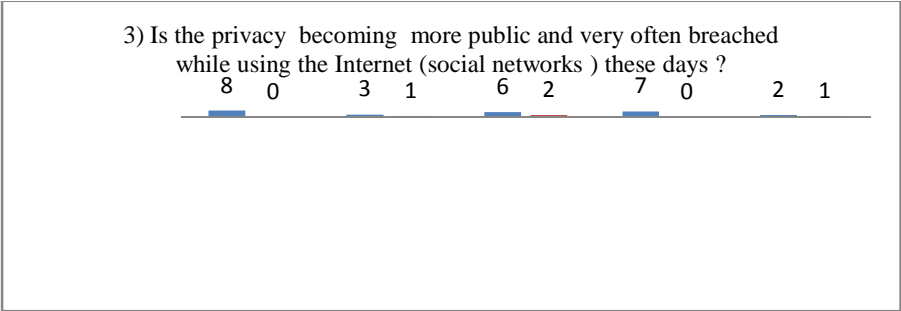 3) Is the privacy becoming more public and very often breached
while using the Internet (social networks ) these days ?
8 0 3 1 6 2 7 0 2 1